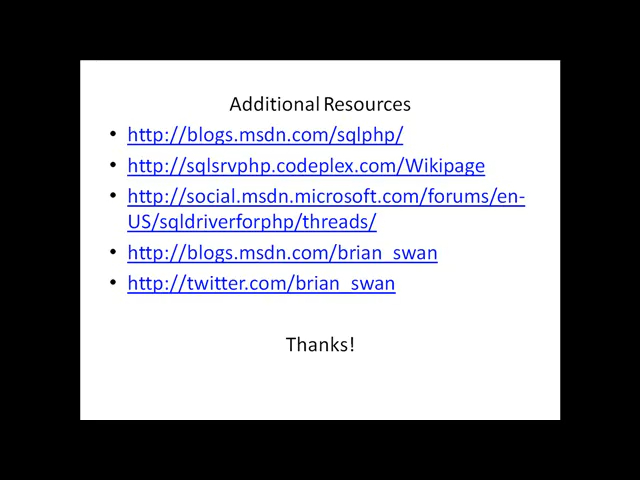 Additional Resources
• http://blogs.msdn.com/sqlphp/
• http://sqlsrvphp.codeplex.com/Wikipage
• http://social.msdn.microsoft.com/forums/en-
US/sqldriverforphp/threads/
• http://blogs.msdn.com/brian_swan
• http://twitter.com/brian_swan
Thanks!